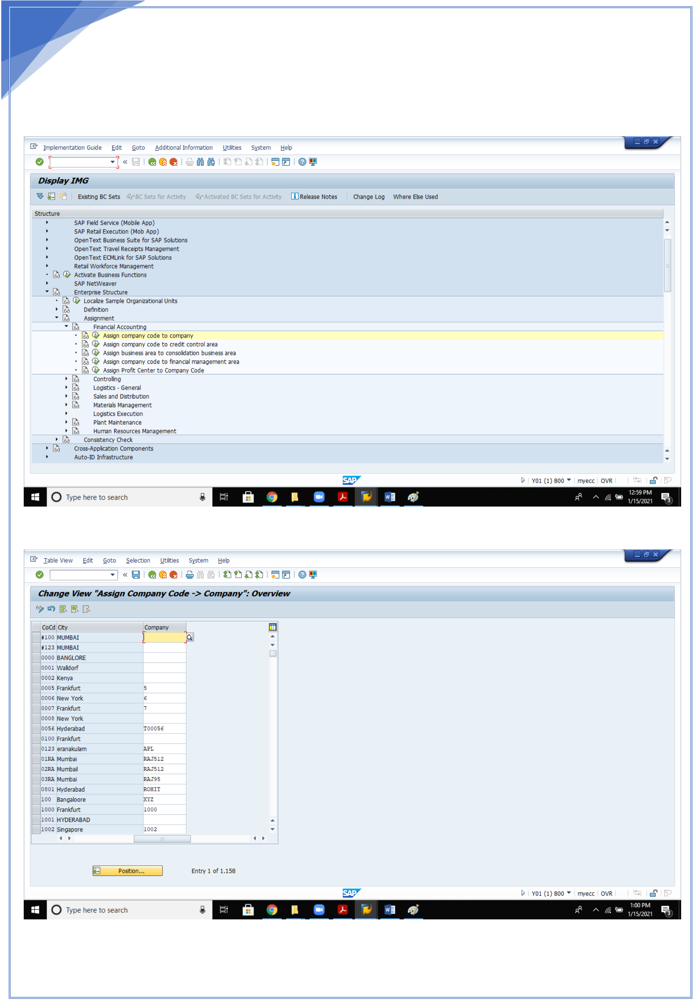 Implementation Guide Edit Goto Additional Information Utilities System Help
Display IMG
Existing BC Sets BC Sets for Activity Activated BC Sets for Activity Release Notes Change Log Where Else Used
Structure
SAP Field Service (Mobile App)
SAP Retail Execution (Mob App)
OpenText Business Suite for SAP Solutions
OpenText Travel Receipts Management
OpenText ECMLink for SAP Solutions
Retail Workforce Management
Activate Business Functions
SAP NetWeaver
Enterprise Structure
Localize Sample Organizational Units
Definition
Assignment
Financial Accounting
Assign company code to company
Assign company code to credit control area
Assign business area to consolidation business area
Assign company code to financial management area
Assign Profit Center to Company Code
Controlling
Logistics - General
Sales and Distribution
Materials Management
Logistics Execution
Plant Maintenance
Human Resources Management
Consistency Check
Cross-Application Components
Auto-ID Infrastructure
SAP Y01 (1) 800 myecc OVR
Type here to search 12:59 PM
1/15/2021 3
Table View Edit Goto Selection Utilities System Help
Change View "Assign Company Code -> Company": Overview
CoCd City Company
#100 MUMBAI
#123 MUMBAI
0000 BANGLORE
0001 Walldorf
0002 Kenya
0005 Frankfurt 5
0006 New York 6
0007 Frankfurt 7
0008 New York
0056 Hyderabad T00056
0100 Frankfurt
0123 eranakulam APL
01RA Mumbai RAJ512
02RA Mumbail RAJ512
03RA Mumbai RAJ95
0801 Hyderabad ROHIT
100 Bangaloore XYZ
1000 Frankfurt 1000
1001 HYDERABAD
1002 Singapore 1002
Position... Entry 1 of 1.158
SAP Y01 (1) 800 myecc OVR
Type here to search 1:00 PM
1/15/2021 3